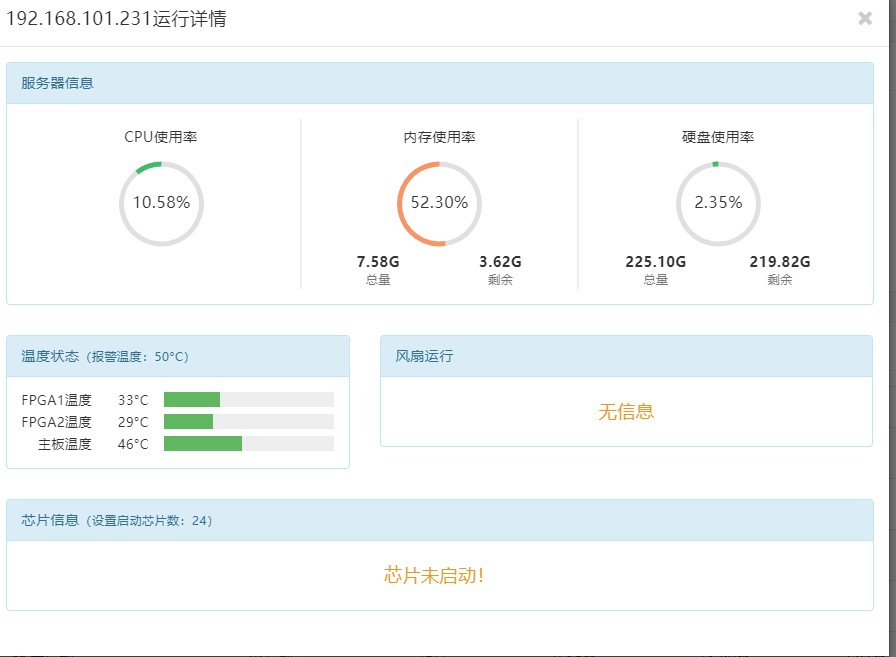 192.168.101.231运行详情
服务器信息
CPU使用率 内存使用率 硬盘使用率
10.58% 52.30% 2.35%
7.58G 3.62G 225.10G 219.82G
总量 剩余 总量 剩余
温度状态（报警温度：50°C） 风扇运行
FPGA1温度 33°C
FPGA2温度 29°C
主板温度 46°C
无信息
芯片信息（设置启动芯片数：24）
芯片未启动！